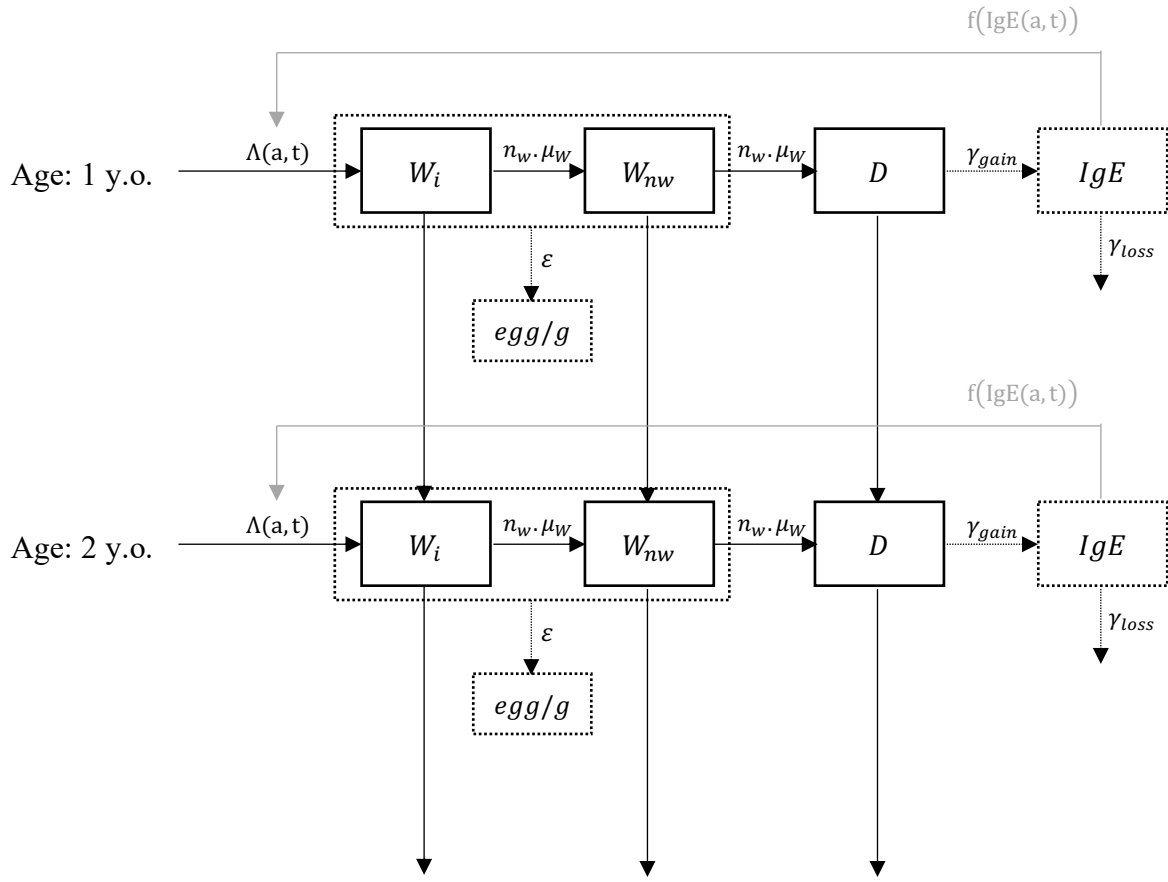 f(IgE(a, t))
Age: 1 y.o.
Λ(a, t)
W_i
n_w. μ_W
W_nw
n_w. μ_W
D
γ_gain
IgE
ε
γ_loss
egg/g
f(IgE(a, t))
Age: 2 y.o.
Λ(a, t)
W_i
n_w. μ_W
W_nw
n_w. μ_W
D
γ_gain
IgE
ε
γ_loss
egg/g